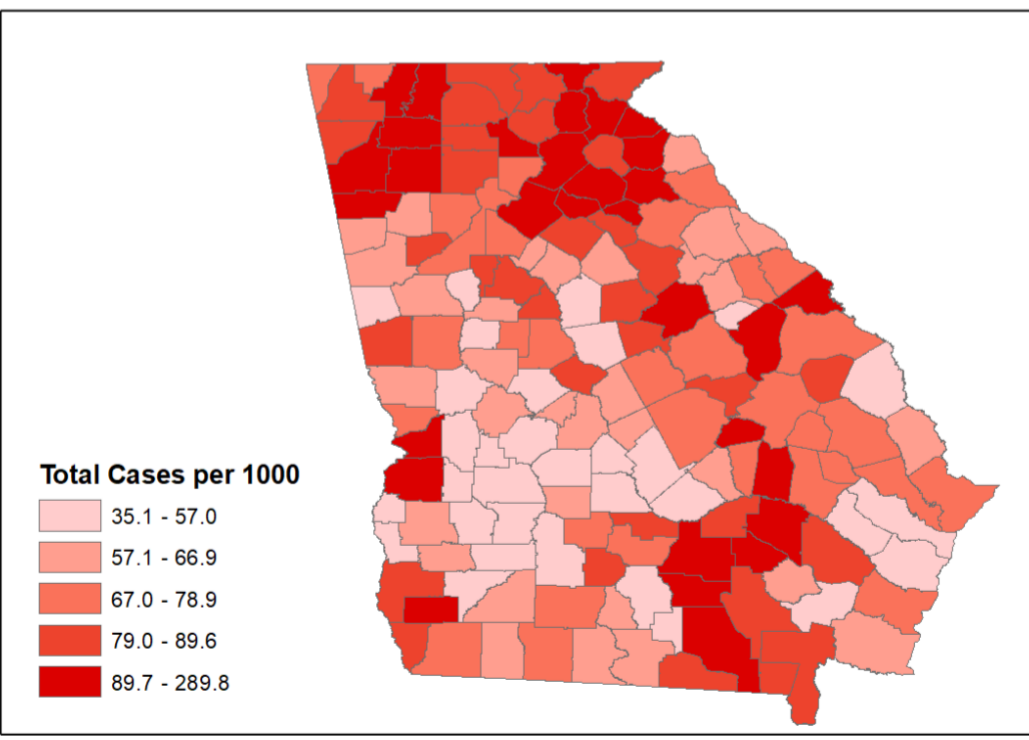 Total Cases per 1000
35.1 - 57.0
57.1 - 66.9
67.0 - 78.9
79.0 - 89.6
89.7 - 289.8